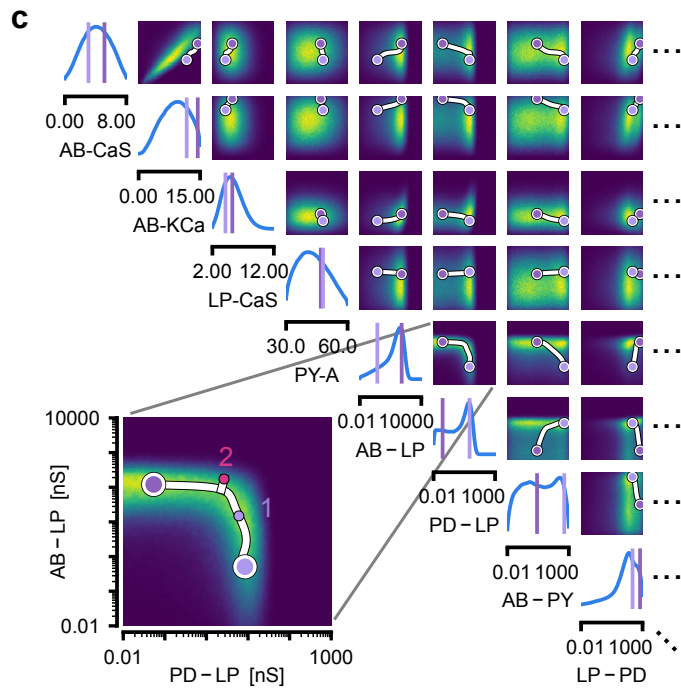 c
0.00 8.00
AB-CaS
0.00 15.00
AB-KCa
2.00 12.00
LP-CaS
30.0 60.0
PY-A
0.01 10000
AB – LP
0.01 1000
PD – LP
0.01 1000
AB – PY
0.01 1000
LP – PD
10000
2
1
AB – LP [nS]
0.01
0.01 1000
PD – LP [nS]